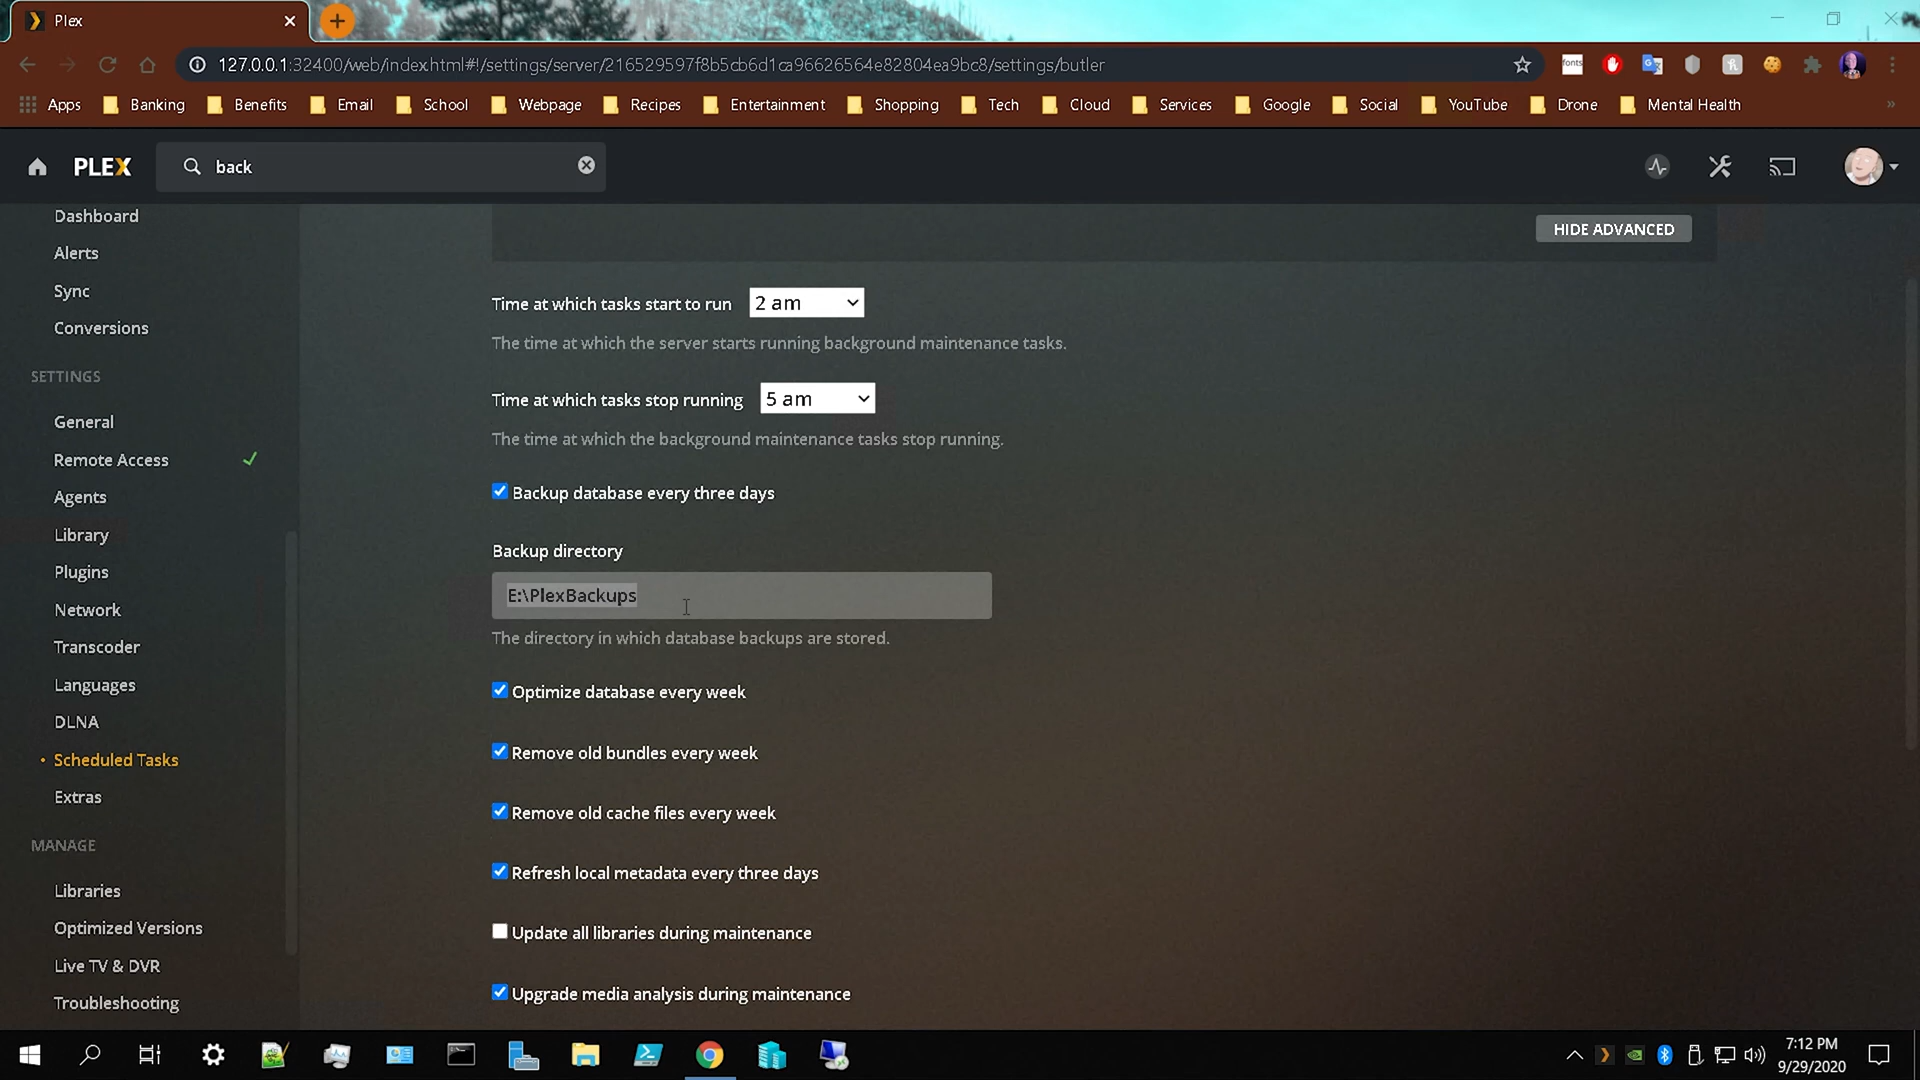 Plex
127.0.0.1:32400/web/index.html#!/settings/server/216529597f8b5cb6d1ca96626564e82804ea9bc8/settings/butler
fonts
Apps Banking Benefits Email School Webpage Recipes Entertainment Shopping Tech Cloud Services Google Social YouTube Drone Mental Health »
PLEX back
HIDE ADVANCED
Dashboard
Alerts
Sync
Conversions
SETTINGS
General
Remote Access
Agents
Library
Plugins
Network
Transcoder
Languages
DLNA
Scheduled Tasks
Extras
MANAGE
Libraries
Optimized Versions
Live TV & DVR
Troubleshooting
Time at which tasks start to run 2 am
The time at which the server starts running background maintenance tasks.
Time at which tasks stop running 5 am
The time at which the background maintenance tasks stop running.
Backup database every three days
Backup directory
E:\PlexBackups
The directory in which database backups are stored.
Optimize database every week
Remove old bundles every week
Remove old cache files every week
Refresh local metadata every three days
Update all libraries during maintenance
Upgrade media analysis during maintenance
7:12 PM
9/29/2020